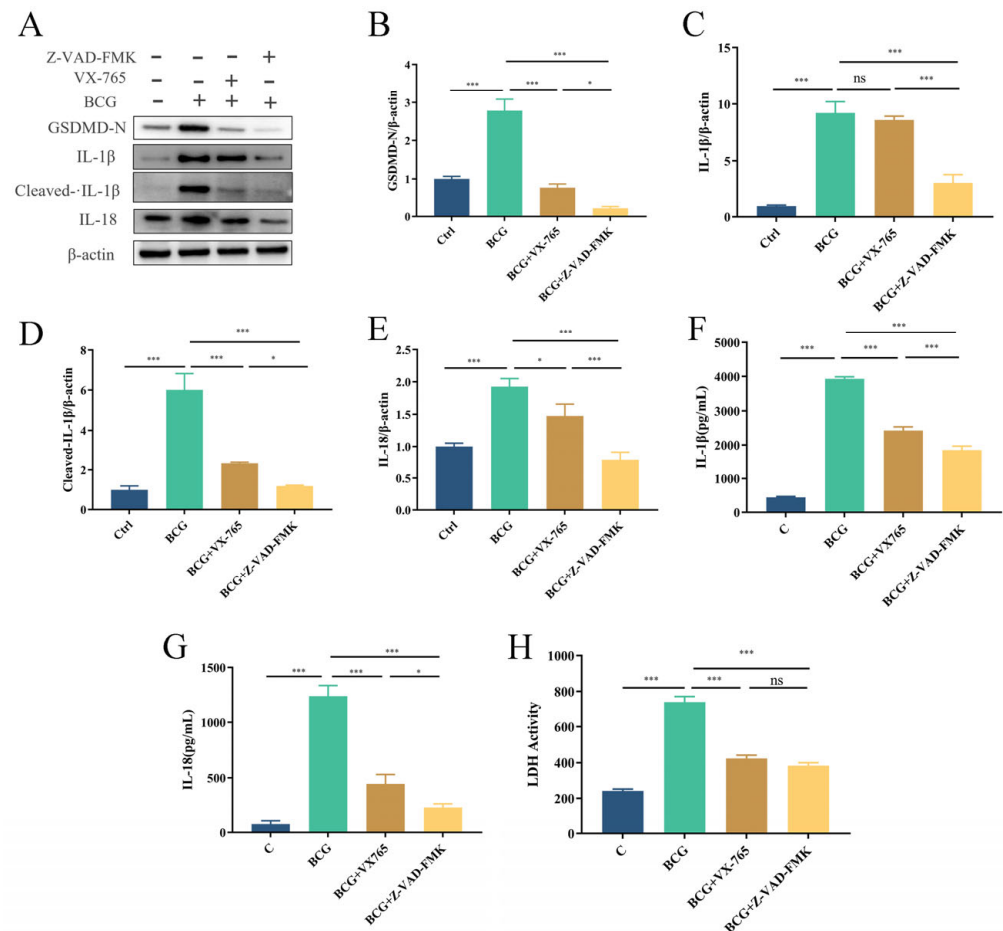 A
Z-VAD-FMK − − − +
VX-765 − − + −
BCG − + + +
GSDMD-N
IL-1β
Cleaved-·IL-1β
IL-18
β-actin
B
GSDMD-N/β-actin
4
3
2
1
0
***
*** *** *
Ctrl
BCG
BCG+VX-765
BCG+Z-VAD-FMK
C
IL-1β/β-actin
15
10
5
0
***
*** ns ***
Ctrl
BCG
BCG+VX-765
BCG+Z-VAD-FMK
D
Cleaved-IL-1β/β-actin
8
6
4
2
0
***
*** *** *
Ctrl
BCG
BCG+VX-765
BCG+Z-VAD-FMK
E
IL-18/β-actin
2.5
2.0
1.5
1.0
0.5
0.0
***
*** * ***
Ctrl
BCG
BCG+VX-765
BCG+Z-VAD-FMK
F
IL-1β(pg/mL)
5000
4000
3000
2000
1000
0
***
*** *** ***
C
BCG
BCG+VX765
BCG+Z-VAD-FMK
G
IL-18(pg/mL)
1500
1000
500
0
***
*** *** *
C
BCG
BCG+VX765
BCG+Z-VAD-FMK
H
LDH Activity
1000
800
600
400
200
0
***
*** *** ns
C
BCG
BCG+VX-765
BCG+Z-VAD-FMK